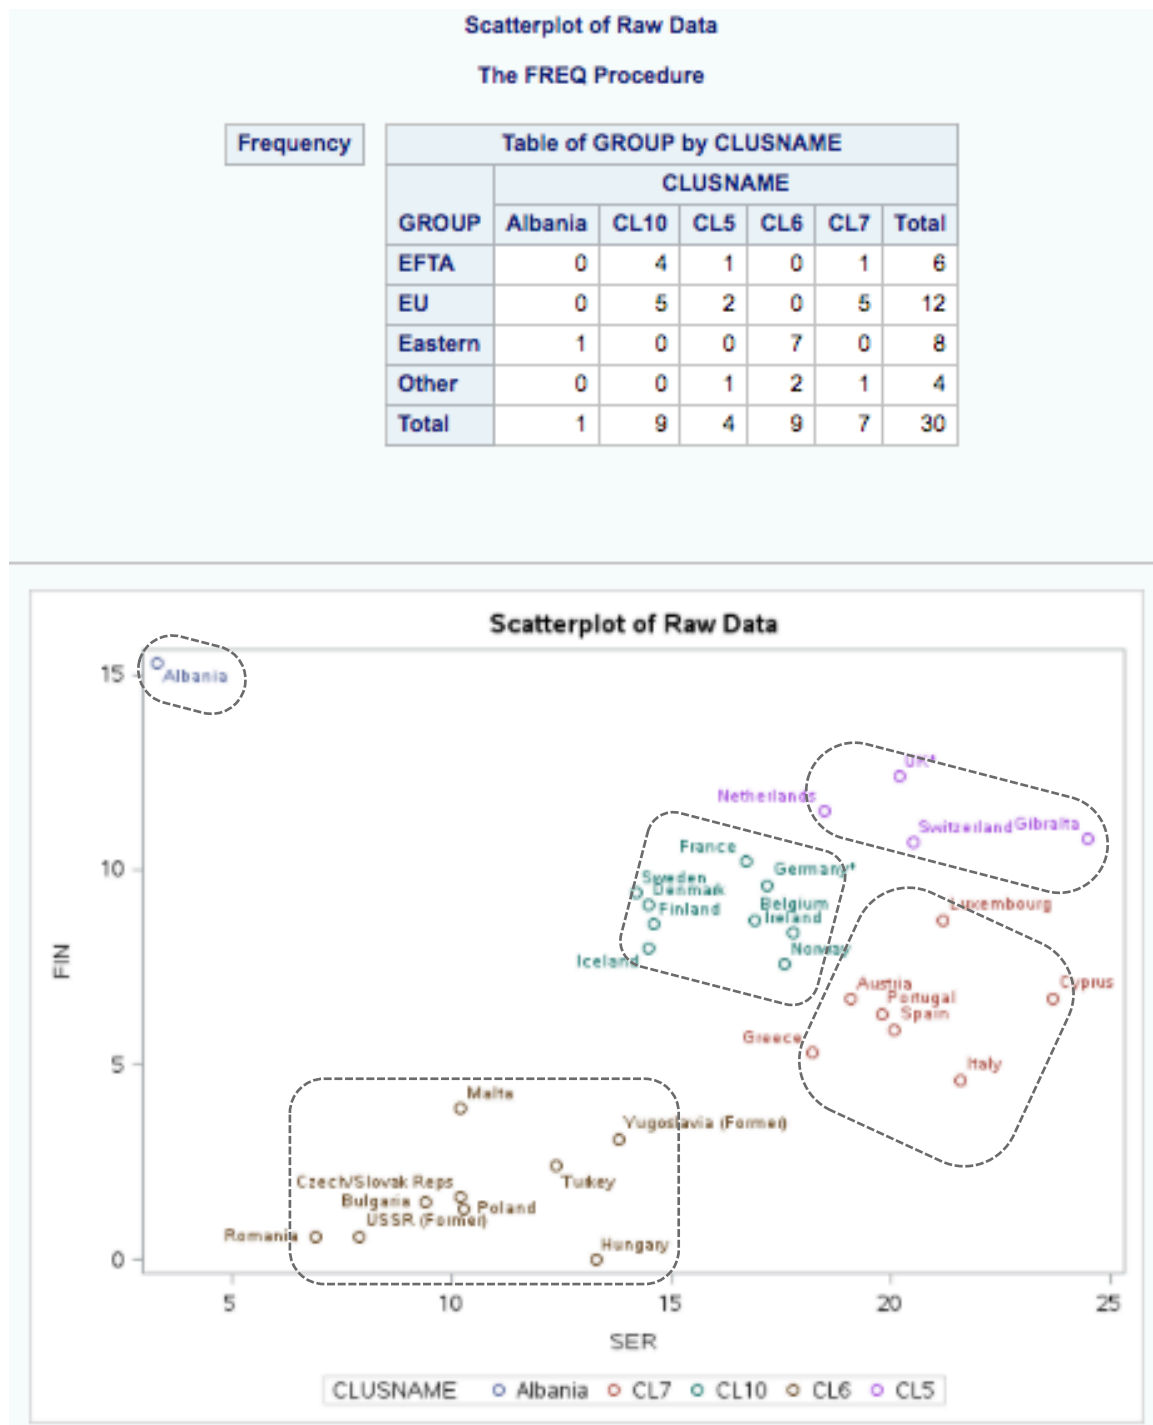 Scatterplot of Raw Data
The FREQ Procedure
Frequency
Table of GROUP by CLUSNAME
CLUSNAME
GROUP Albania CL10 CL5 CL6 CL7 Total
EFTA 0 4 1 0 1 6
EU 0 5 2 0 5 12
Eastern 1 0 0 7 0 8
Other 0 0 1 2 1 4
Total 1 9 4 9 7 30
Scatterplot of Raw Data
15
Albania
UK*
Netherlands
Switzerland Gibralta
France
10
Germany*
Sweden
Denmark
Belgium
Luxembourg
Finland
Ireland
Norway
Iceland
FIN
Austria
Cyprus
Portugal
Spain
Greece
5
Italy
Malta
Yugoslavia (Former)
Czech/Slovak Reps
Turkey
Bulgaria
Poland
USSR (Former)
Romania
Hungary
0
5 10 15 20 25
SER
CLUSNAME Albania CL7 CL10 CL6 CL5